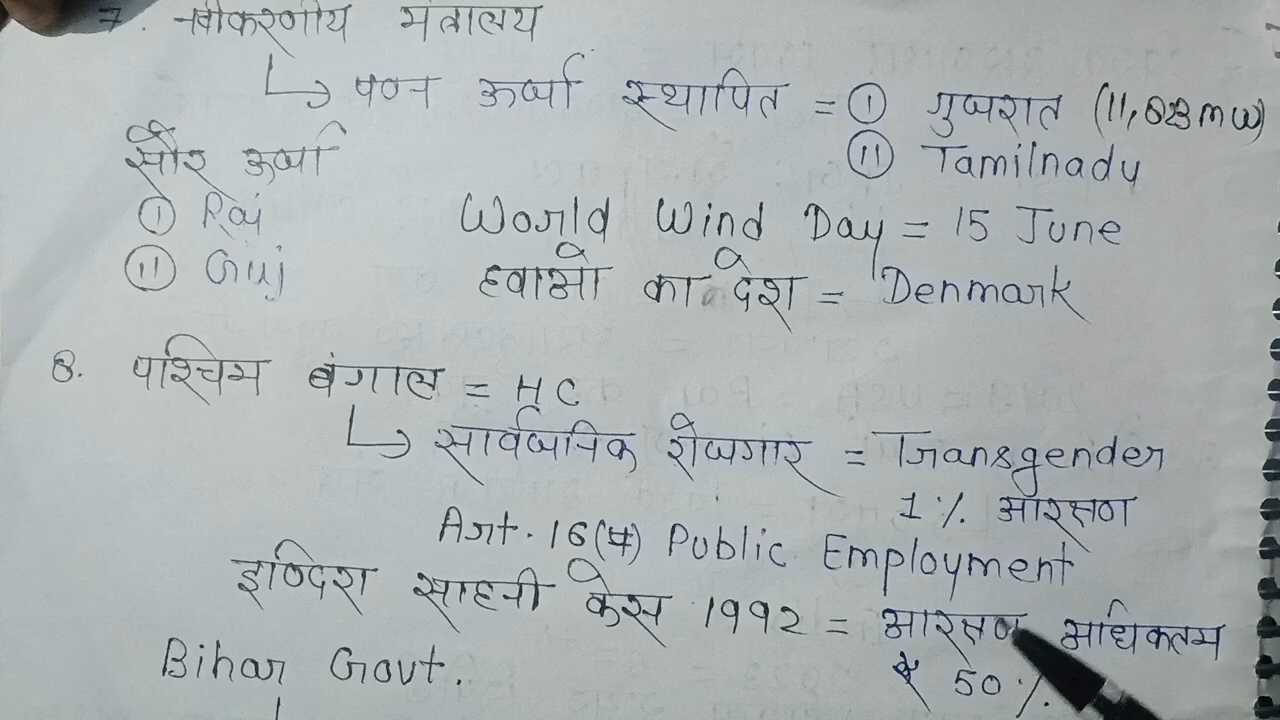 7. नवीकरणीय मंत्रालय
↳ पवन ऊर्जा स्थापित = ① गुजरात (11,823 mw)
सौर ऊर्जा ⑪ Tamilnadu
① Raj World Wind Day = 15 June
⑪ Guj हवाओ का देश = Denmark
8. पश्चिम बंगाल = HC
↳ सार्वजनिक रोजगार = Transgender
1% आरक्षण
Art. 16(4) Public Employment
इन्दिरा साहनी केस 1992 = आरक्षण अधिकतम
50%.
Bihar Govt.